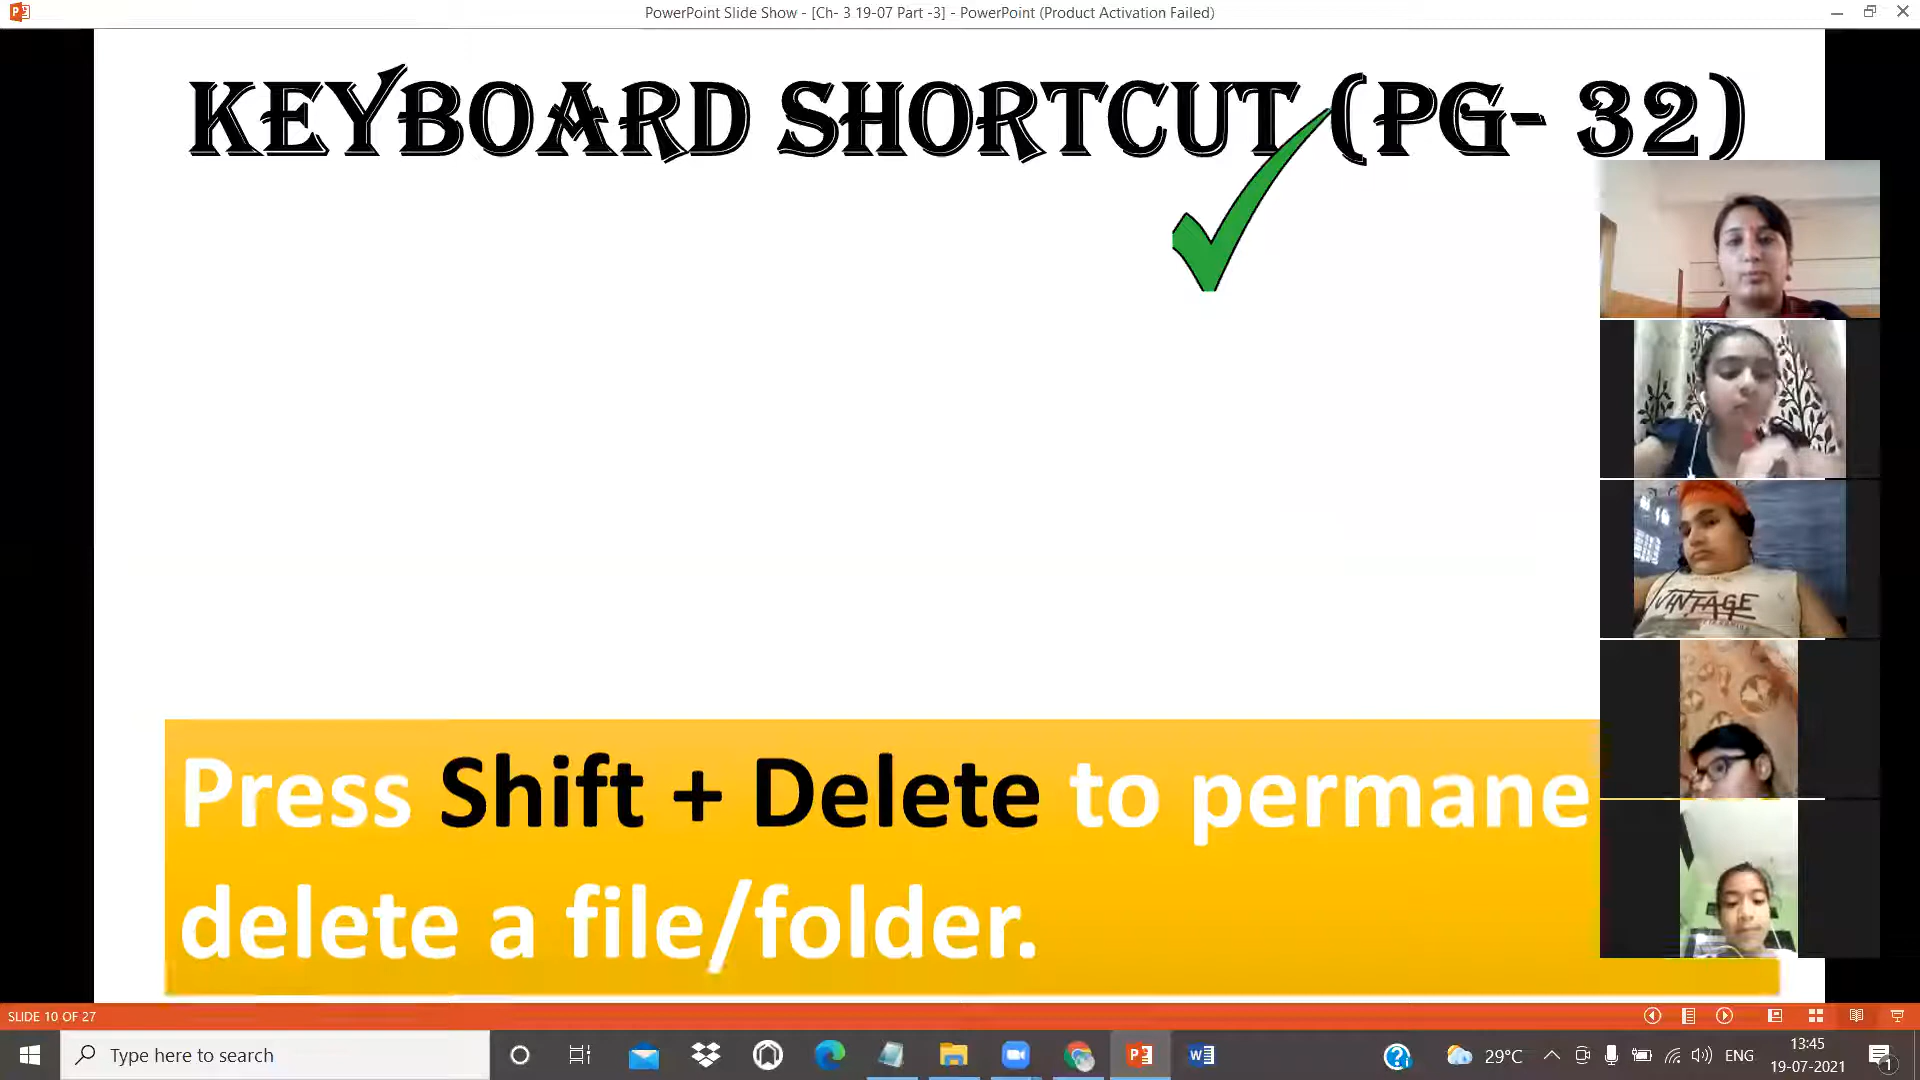 PowerPoint Slide Show - [Ch- 3 19-07 Part -3] - PowerPoint (Product Activation Failed)
KEYBOARD SHORTCUT (PG- 32)
VINTAGE
Press Shift + Delete to permane
delete a file/folder.
SLIDE 10 OF 27
Type here to search
29°C
ENG
13:45
19-07-2021
1